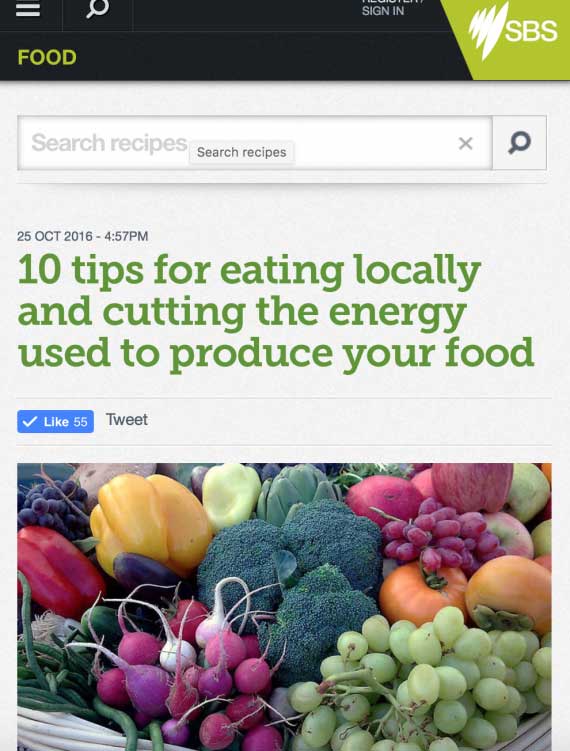 REGISTER /
SIGN IN
SBS
FOOD
Search recipes
Search recipes
25 OCT 2016 - 4:57PM
10 tips for eating locally
and cutting the energy
used to produce your food
Like 55
Tweet